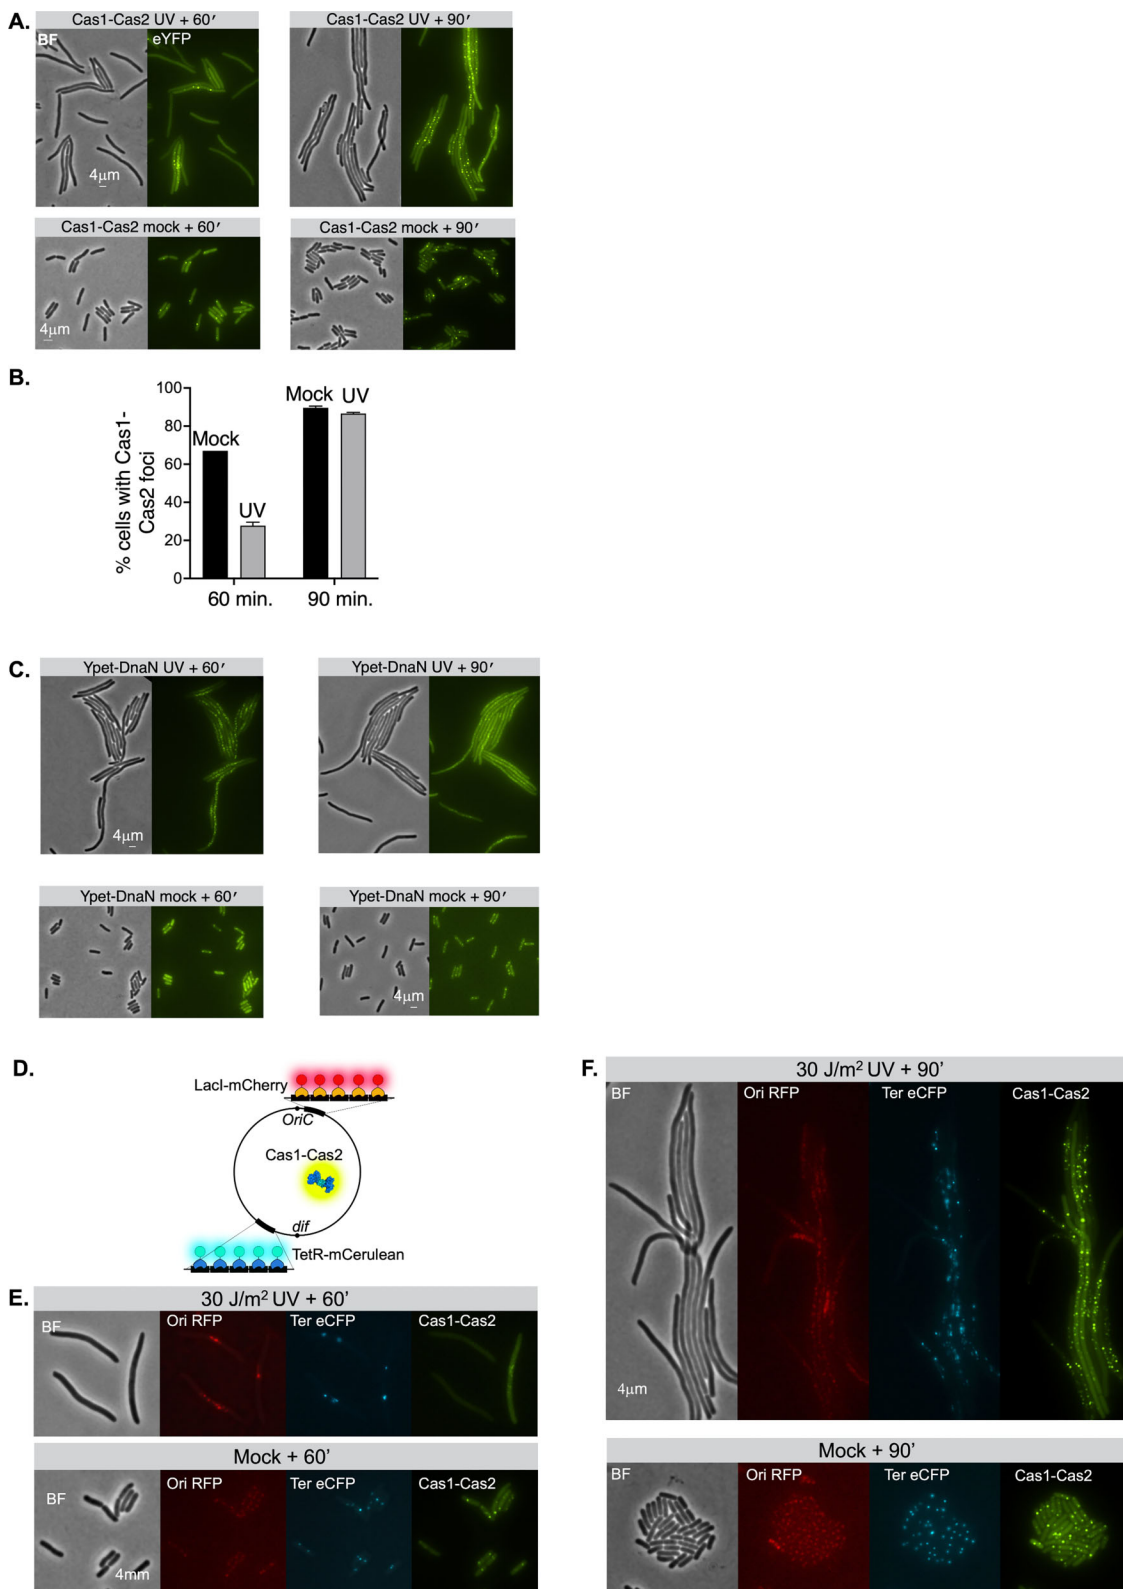 A.
Cas1-Cas2 UV + 60′
Cas1-Cas2 UV + 90′
BF
eYFP
4μm
Cas1-Cas2 mock + 60′
Cas1-Cas2 mock + 90′
4μm
B.
% cells with Cas1-
Cas2 foci
100
80
60
40
20
0
Mock
UV
Mock
UV
60 min.
90 min.
C.
Ypet-DnaN UV + 60′
Ypet-DnaN UV + 90′
4μm
Ypet-DnaN mock + 60′
Ypet-DnaN mock + 90′
4μm
D.
LacI-mCherry
OriC
Cas1-Cas2
dif
TetR-mCerulean
E.
30 J/m² UV + 60’
BF
Ori RFP
Ter eCFP
Cas1-Cas2
Mock + 60’
BF
Ori RFP
Ter eCFP
Cas1-Cas2
4mm
F.
30 J/m² UV + 90’
BF
Ori RFP
Ter eCFP
Cas1-Cas2
4μm
Mock + 90’
BF
Ori RFP
Ter eCFP
Cas1-Cas2